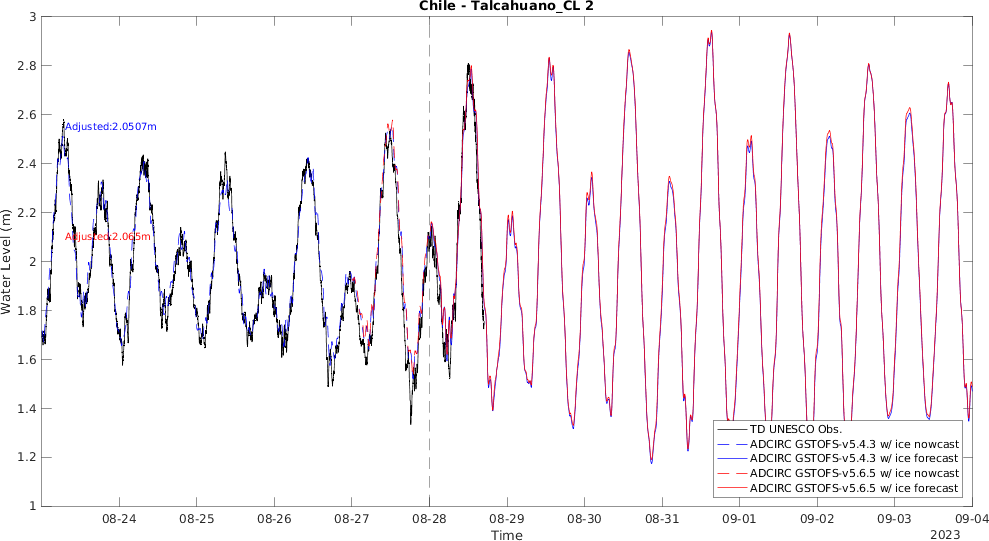 Chile - Talcahuano_CL 2
3
2.8
2.6
2.4
2.2
2
1.8
1.6
1.4
1.2
1
Water Level (m)
Adjusted:2.0507m
Adjusted:2.065m
TD UNESCO Obs.
ADCIRC GSTOFS-v5.4.3 w/ ice nowcast
ADCIRC GSTOFS-v5.4.3 w/ ice forecast
ADCIRC GSTOFS-v5.6.5 w/ ice nowcast
ADCIRC GSTOFS-v5.6.5 w/ ice forecast
08-24 08-25 08-26 08-27 08-28 08-29 08-30 08-31 09-01 09-02 09-03 09-04
Time
2023